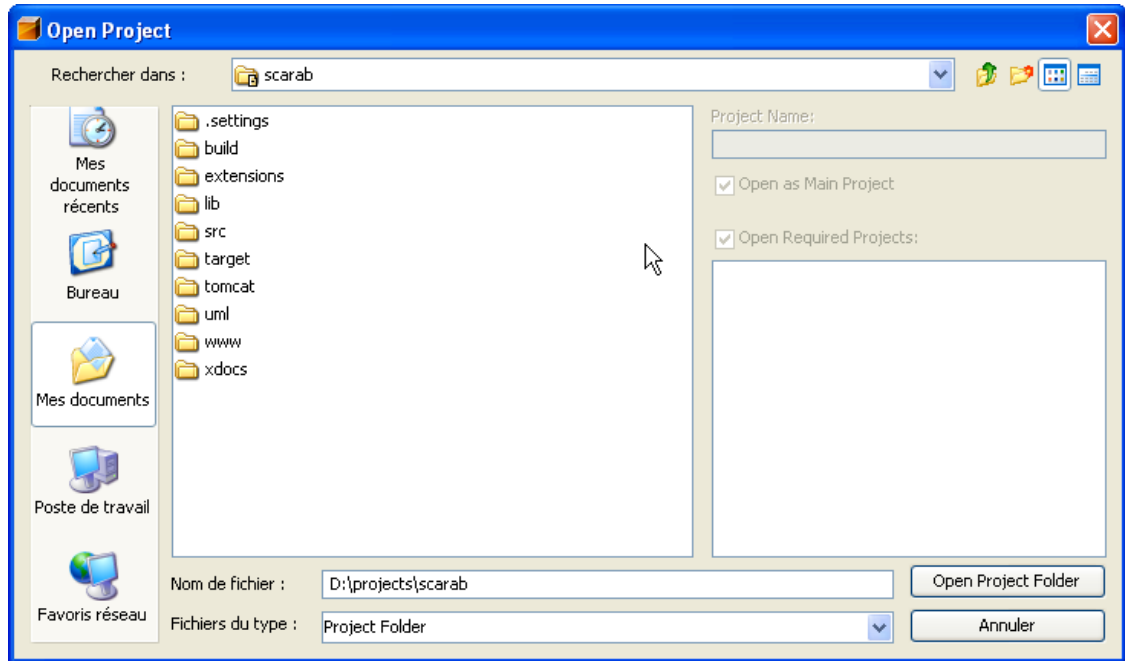 Open Project
Rechercher dans :
scarab
Mes
documents
récents
Bureau
Mes documents
Poste de travail
Favoris réseau
.settings
build
extensions
lib
src
target
tomcat
uml
www
xdocs
Project Name:
Open as Main Project
Open Required Projects:
Nom de fichier :
D:\projects\scarab
Open Project Folder
Fichiers du type :
Project Folder
Annuler